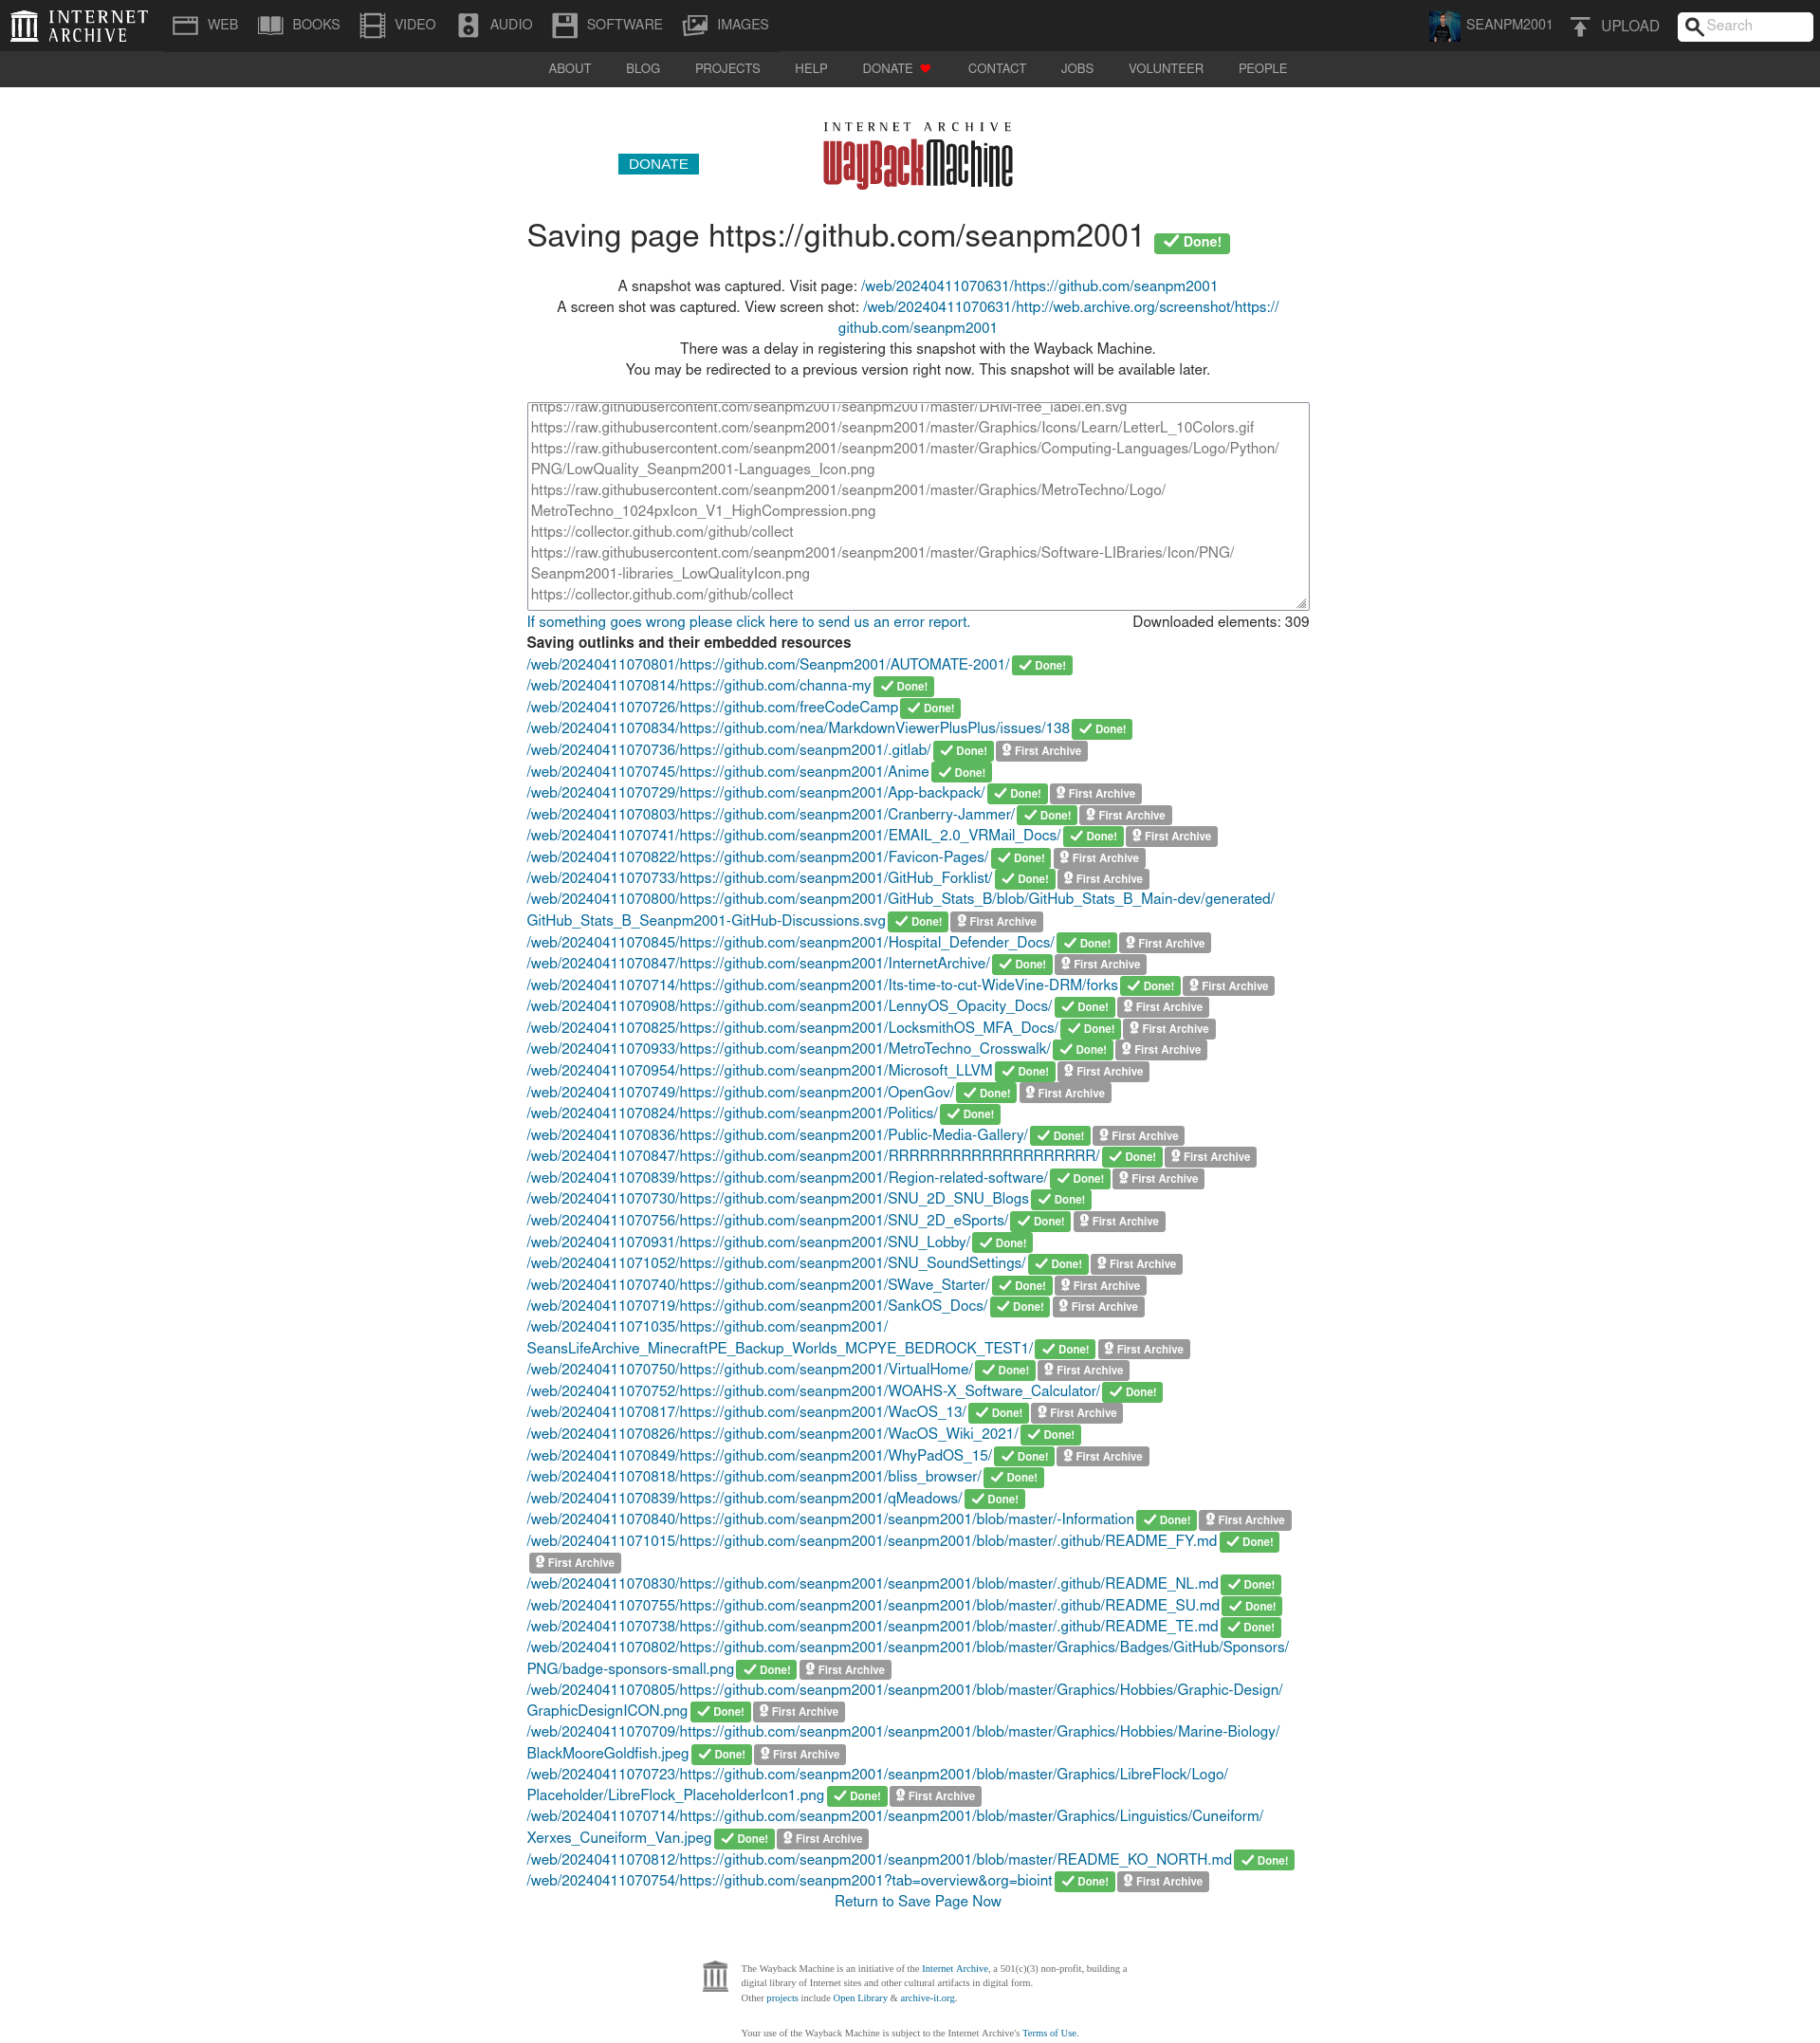 INTERNET ARCHIVE
WEB
BOOKS
VIDEO
AUDIO
SOFTWARE
IMAGES
SEANPM2001
UPLOAD
Search
ABOUT
BLOG
PROJECTS
HELP
DONATE
CONTACT
JOBS
VOLUNTEER
PEOPLE
DONATE
INTERNET ARCHIVE
WayBackMachine
Saving page https://github.com/seanpm2001 Done!
A snapshot was captured. Visit page: /web/20240411070631/https://github.com/seanpm2001
A screen shot was captured. View screen shot: /web/20240411070631/http://web.archive.org/screenshot/https://
github.com/seanpm2001
There was a delay in registering this snapshot with the Wayback Machine.
You may be redirected to a previous version right now. This snapshot will be available later.
https://raw.githubusercontent.com/seanpm2001/seanpm2001/master/DRM-free_label.en.svg
https://raw.githubusercontent.com/seanpm2001/seanpm2001/master/Graphics/Icons/Learn/LetterL_10Colors.gif
https://raw.githubusercontent.com/seanpm2001/seanpm2001/master/Graphics/Computing-Languages/Logo/Python/
PNG/LowQuality_Seanpm2001-Languages_Icon.png
https://raw.githubusercontent.com/seanpm2001/seanpm2001/master/Graphics/MetroTechno/Logo/
MetroTechno_1024pxIcon_V1_HighCompression.png
https://collector.github.com/github/collect
https://raw.githubusercontent.com/seanpm2001/seanpm2001/master/Graphics/Software-LIBraries/Icon/PNG/
Seanpm2001-libraries_LowQualityIcon.png
https://collector.github.com/github/collect
If something goes wrong please click here to send us an error report. Downloaded elements: 309
Saving outlinks and their embedded resources
/web/20240411070801/https://github.com/Seanpm2001/AUTOMATE-2001/ Done!
/web/20240411070814/https://github.com/channa-my Done!
/web/20240411070726/https://github.com/freeCodeCamp Done!
/web/20240411070834/https://github.com/nea/MarkdownViewerPlusPlus/issues/138 Done!
/web/20240411070736/https://github.com/seanpm2001/.gitlab/ Done! First Archive
/web/20240411070745/https://github.com/seanpm2001/Anime Done!
/web/20240411070729/https://github.com/seanpm2001/App-backpack/ Done! First Archive
/web/20240411070803/https://github.com/seanpm2001/Cranberry-Jammer/ Done! First Archive
/web/20240411070741/https://github.com/seanpm2001/EMAIL_2.0_VRMail_Docs/ Done! First Archive
/web/20240411070822/https://github.com/seanpm2001/Favicon-Pages/ Done! First Archive
/web/20240411070733/https://github.com/seanpm2001/GitHub_Forklist/ Done! First Archive
/web/20240411070800/https://github.com/seanpm2001/GitHub_Stats_B/blob/GitHub_Stats_B_Main-dev/generated/
GitHub_Stats_B_Seanpm2001-GitHub-Discussions.svg Done! First Archive
/web/20240411070845/https://github.com/seanpm2001/Hospital_Defender_Docs/ Done! First Archive
/web/20240411070847/https://github.com/seanpm2001/InternetArchive/ Done! First Archive
/web/20240411070714/https://github.com/seanpm2001/Its-time-to-cut-WideVine-DRM/forks Done! First Archive
/web/20240411070908/https://github.com/seanpm2001/LennyOS_Opacity_Docs/ Done! First Archive
/web/20240411070825/https://github.com/seanpm2001/LocksmithOS_MFA_Docs/ Done! First Archive
/web/20240411070933/https://github.com/seanpm2001/MetroTechno_Crosswalk/ Done! First Archive
/web/20240411070954/https://github.com/seanpm2001/Microsoft_LLVM Done! First Archive
/web/20240411070749/https://github.com/seanpm2001/OpenGov/ Done! First Archive
/web/20240411070824/https://github.com/seanpm2001/Politics/ Done!
/web/20240411070836/https://github.com/seanpm2001/Public-Media-Gallery/ Done! First Archive
/web/20240411070847/https://github.com/seanpm2001/RRRRRRRRRRRRRRRRRRRR/ Done! First Archive
/web/20240411070839/https://github.com/seanpm2001/Region-related-software/ Done! First Archive
/web/20240411070730/https://github.com/seanpm2001/SNU_2D_SNU_Blogs Done!
/web/20240411070756/https://github.com/seanpm2001/SNU_2D_eSports/ Done! First Archive
/web/20240411070931/https://github.com/seanpm2001/SNU_Lobby/ Done!
/web/20240411071052/https://github.com/seanpm2001/SNU_SoundSettings/ Done! First Archive
/web/20240411070740/https://github.com/seanpm2001/SWave_Starter/ Done! First Archive
/web/20240411070719/https://github.com/seanpm2001/SankOS_Docs/ Done! First Archive
/web/20240411071035/https://github.com/seanpm2001/
SeansLifeArchive_MinecraftPE_Backup_Worlds_MCPYE_BEDROCK_TEST1/ Done! First Archive
/web/20240411070750/https://github.com/seanpm2001/VirtualHome/ Done! First Archive
/web/20240411070752/https://github.com/seanpm2001/WOAHS-X_Software_Calculator/ Done!
/web/20240411070817/https://github.com/seanpm2001/WacOS_13/ Done! First Archive
/web/20240411070826/https://github.com/seanpm2001/WacOS_Wiki_2021/ Done!
/web/20240411070849/https://github.com/seanpm2001/WhyPadOS_15/ Done! First Archive
/web/20240411070818/https://github.com/seanpm2001/bliss_browser/ Done!
/web/20240411070839/https://github.com/seanpm2001/qMeadows/ Done!
/web/20240411070840/https://github.com/seanpm2001/seanpm2001/blob/master/-Information Done! First Archive
/web/20240411071015/https://github.com/seanpm2001/seanpm2001/blob/master/.github/README_FY.md Done!
First Archive
/web/20240411070830/https://github.com/seanpm2001/seanpm2001/blob/master/.github/README_NL.md Done!
/web/20240411070755/https://github.com/seanpm2001/seanpm2001/blob/master/.github/README_SU.md Done!
/web/20240411070738/https://github.com/seanpm2001/seanpm2001/blob/master/.github/README_TE.md Done!
/web/20240411070802/https://github.com/seanpm2001/seanpm2001/blob/master/Graphics/Badges/GitHub/Sponsors/
PNG/badge-sponsors-small.png Done! First Archive
/web/20240411070805/https://github.com/seanpm2001/seanpm2001/blob/master/Graphics/Hobbies/Graphic-Design/
GraphicDesignICON.png Done! First Archive
/web/20240411070709/https://github.com/seanpm2001/seanpm2001/blob/master/Graphics/Hobbies/Marine-Biology/
BlackMooreGoldfish.jpeg Done! First Archive
/web/20240411070723/https://github.com/seanpm2001/seanpm2001/blob/master/Graphics/LibreFlock/Logo/
Placeholder/LibreFlock_PlaceholderIcon1.png Done! First Archive
/web/20240411070714/https://github.com/seanpm2001/seanpm2001/blob/master/Graphics/Linguistics/Cuneiform/
Xerxes_Cuneiform_Van.jpeg Done! First Archive
/web/20240411070812/https://github.com/seanpm2001/seanpm2001/blob/master/README_KO_NORTH.md Done!
/web/20240411070754/https://github.com/seanpm2001?tab=overview&org=bioint Done! First Archive
Return to Save Page Now
The Wayback Machine is an initiative of the Internet Archive, a 501(c)(3) non-profit, building a
digital library of Internet sites and other cultural artifacts in digital form.
Other projects include Open Library & archive-it.org.
Your use of the Wayback Machine is subject to the Internet Archive's Terms of Use.